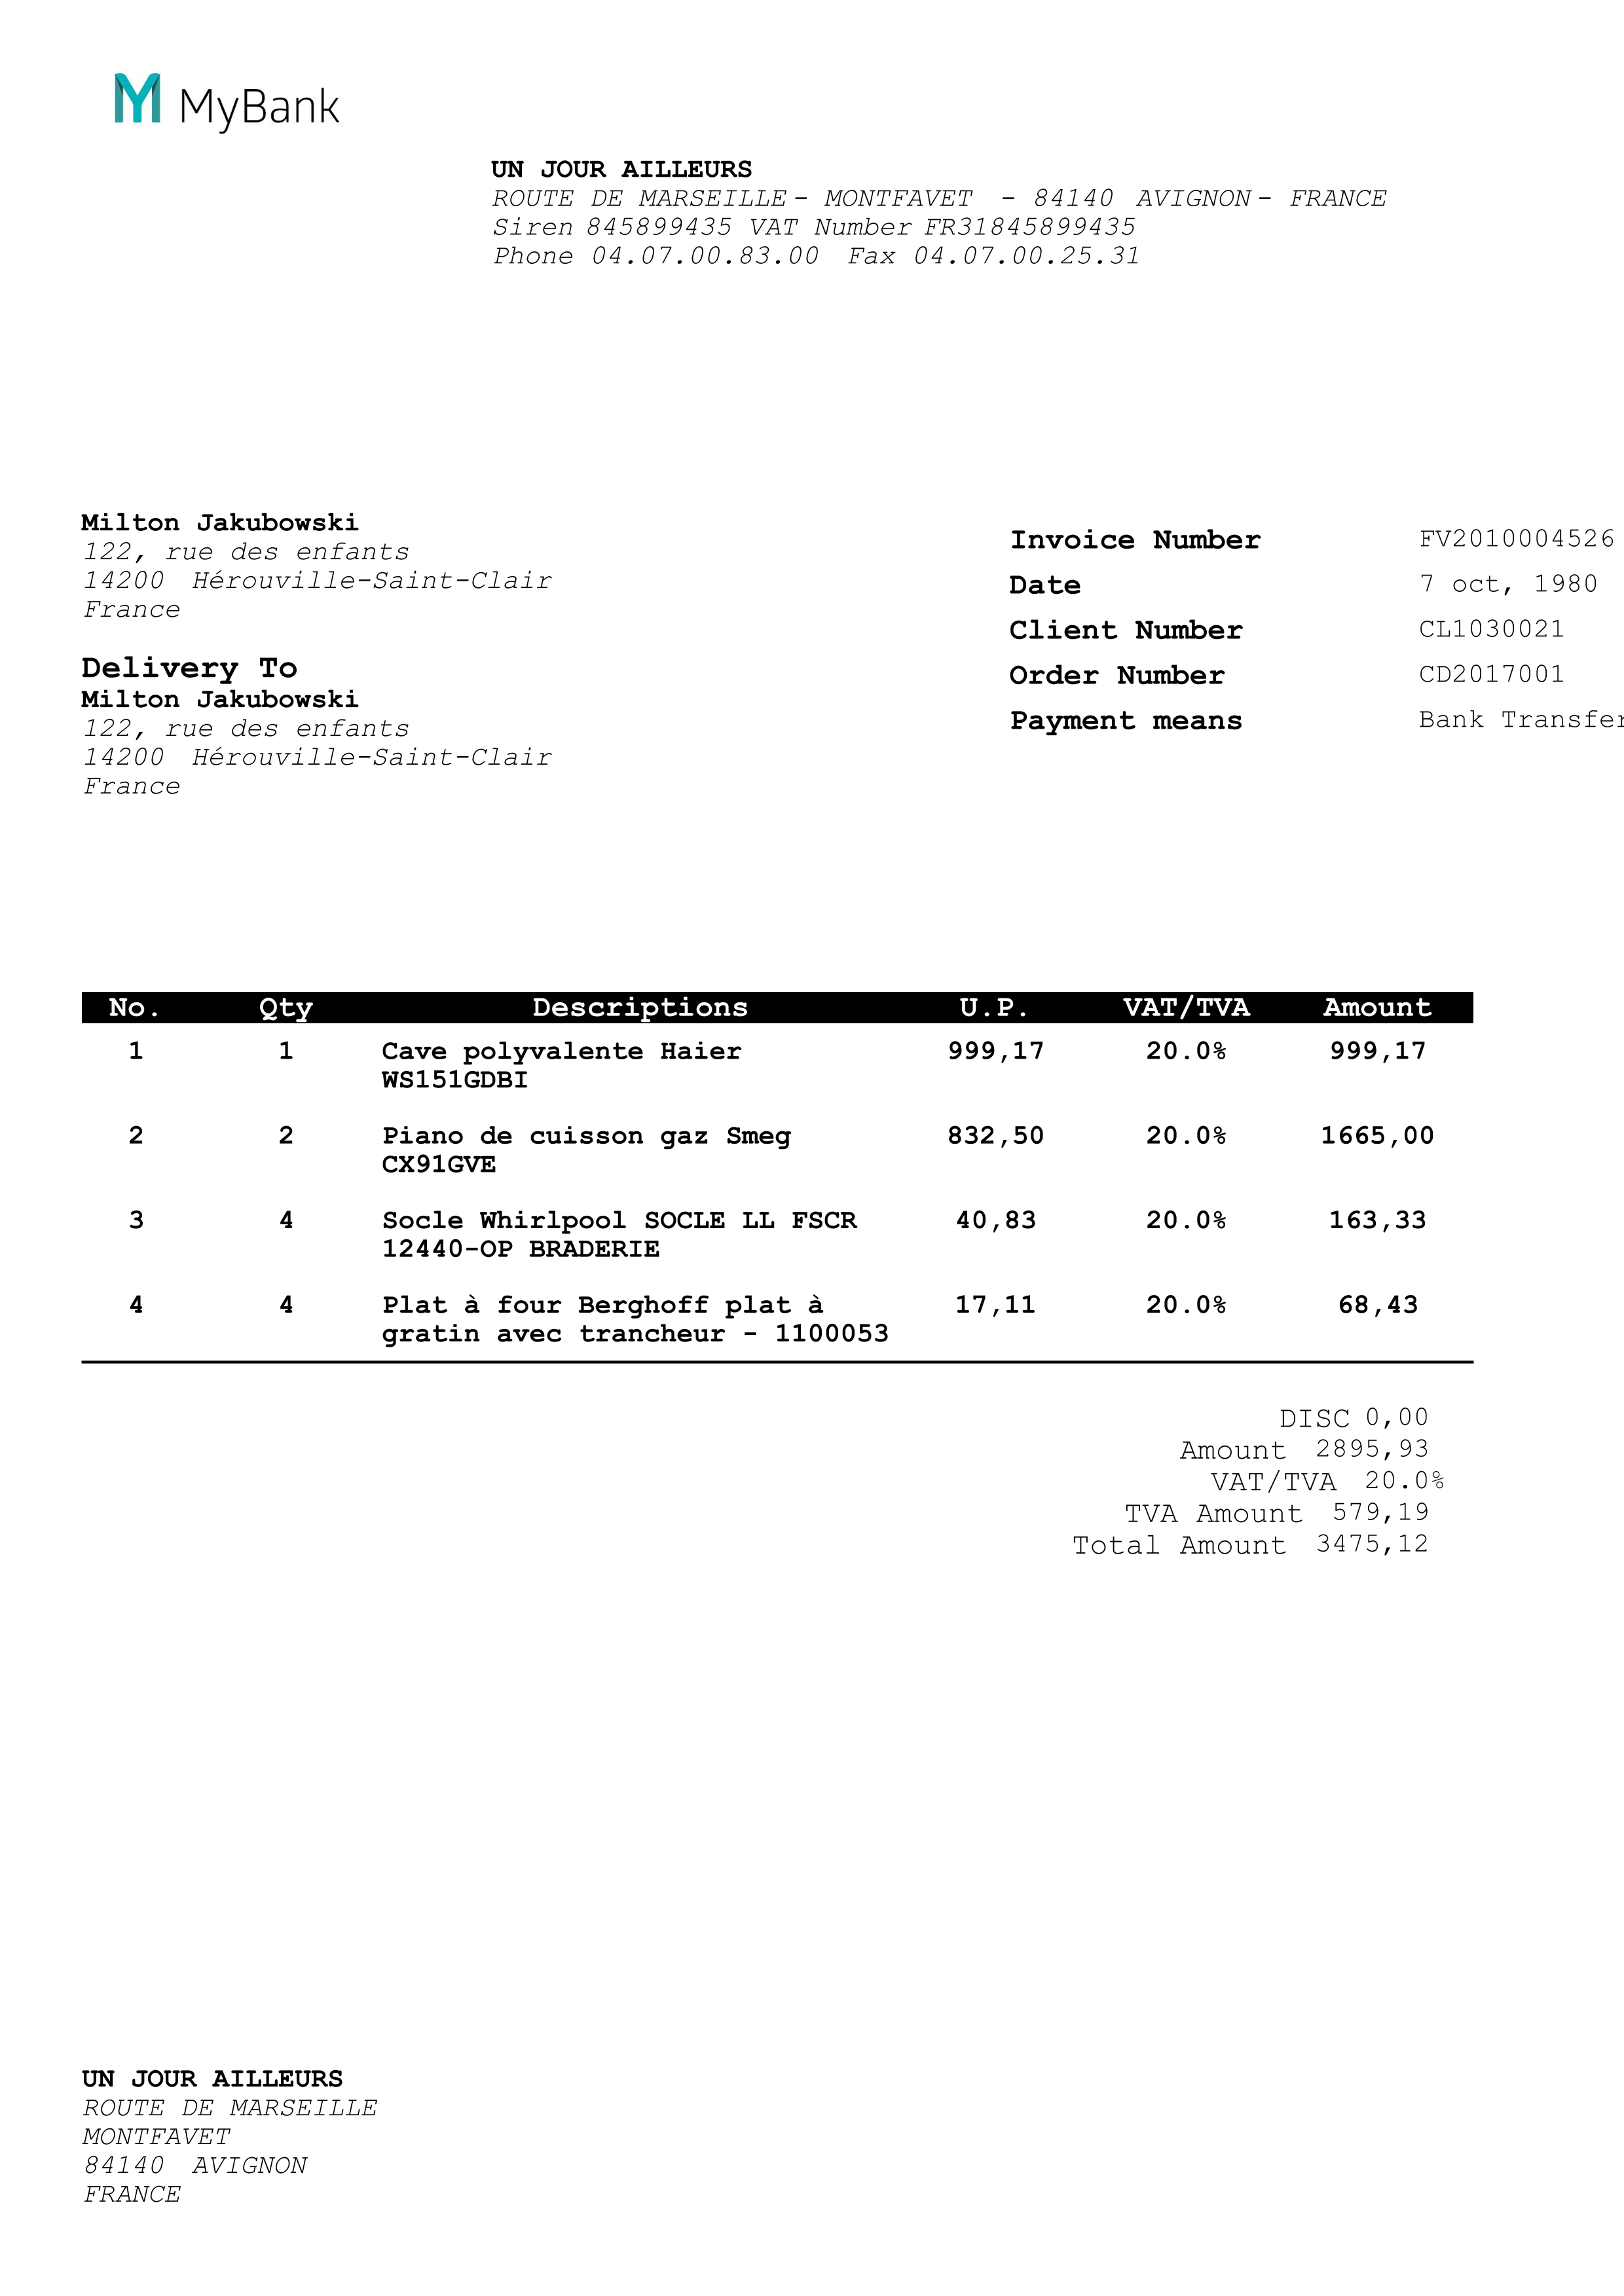 MyBank
UN JOUR AILLEURS
ROUTE DE MARSEILLE - MONTFAVET - 84140 AVIGNON - FRANCE
Siren 845899435 VAT Number FR31845899435
Phone 04.07.00.83.00 Fax 04.07.00.25.31
Milton Jakubowski
122, rue des enfants
14200 Hérouville-Saint-Clair
France
Delivery To
Milton Jakubowski
122, rue des enfants
14200 Hérouville-Saint-Clair
France
Invoice Number FV2010004526
Date 7 oct, 1980
Client Number CL1030021
Order Number CD2017001
Payment means Bank Transfer
No. Qty Descriptions U.P. VAT/TVA Amount
1 1 Cave polyvalente Haier 999,17 20.0% 999,17
WS151GDBI
2 2 Piano de cuisson gaz Smeg 832,50 20.0% 1665,00
CX91GVE
3 4 Socle Whirlpool SOCLE LL FSCR 40,83 20.0% 163,33
12440-OP BRADERIE
4 4 Plat à four Berghoff plat à 17,11 20.0% 68,43
gratin avec trancheur - 1100053
DISC 0,00
Amount 2895,93
VAT/TVA 20.0%
TVA Amount 579,19
Total Amount 3475,12
UN JOUR AILLEURS
ROUTE DE MARSEILLE
MONTFAVET
84140 AVIGNON
FRANCE